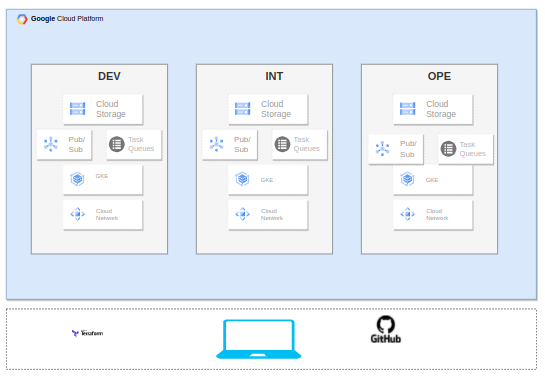 Google Cloud Platform
DEV
INT
OPE
Cloud
Storage
Cloud
Storage
Cloud
Storage
Pub/
Sub
Task
Queues
Pub/
Sub
Task
Queues
Pub/
Sub
Task
Queues
GKE
GKE
GKE
Cloud
Network
Cloud
Network
Cloud
Network
Terraform
GitHub